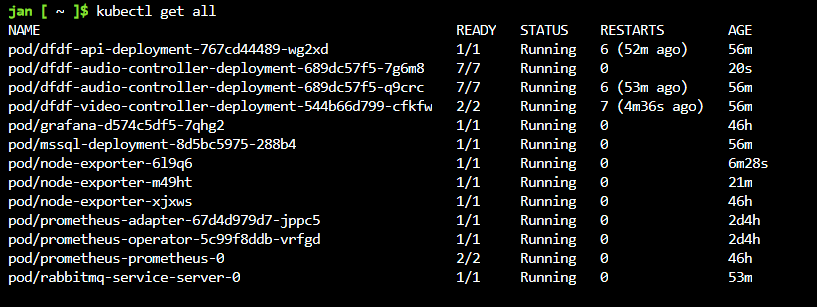 jan [ ~ ]$ kubectl get all
NAME READY STATUS RESTARTS AGE
pod/dfdf-api-deployment-767cd44489-wg2xd 1/1 Running 6 (52m ago) 56m
pod/dfdf-audio-controller-deployment-689dc57f5-7g6m8 7/7 Running 0 20s
pod/dfdf-audio-controller-deployment-689dc57f5-q9crc 7/7 Running 6 (53m ago) 56m
pod/dfdf-video-controller-deployment-544b66d799-cfkfw 2/2 Running 7 (4m36s ago) 56m
pod/grafana-d574c5df5-7qhg2 1/1 Running 0 46h
pod/mssql-deployment-8d5bc5975-288b4 1/1 Running 0 56m
pod/node-exporter-6l9q6 1/1 Running 0 6m28s
pod/node-exporter-m49ht 1/1 Running 0 21m
pod/node-exporter-xjxws 1/1 Running 0 46h
pod/prometheus-adapter-67d4d979d7-jppc5 1/1 Running 0 2d4h
pod/prometheus-operator-5c99f8ddb-vrfgd 1/1 Running 0 2d4h
pod/prometheus-prometheus-0 2/2 Running 0 46h
pod/rabbitmq-service-server-0 1/1 Running 0 53m